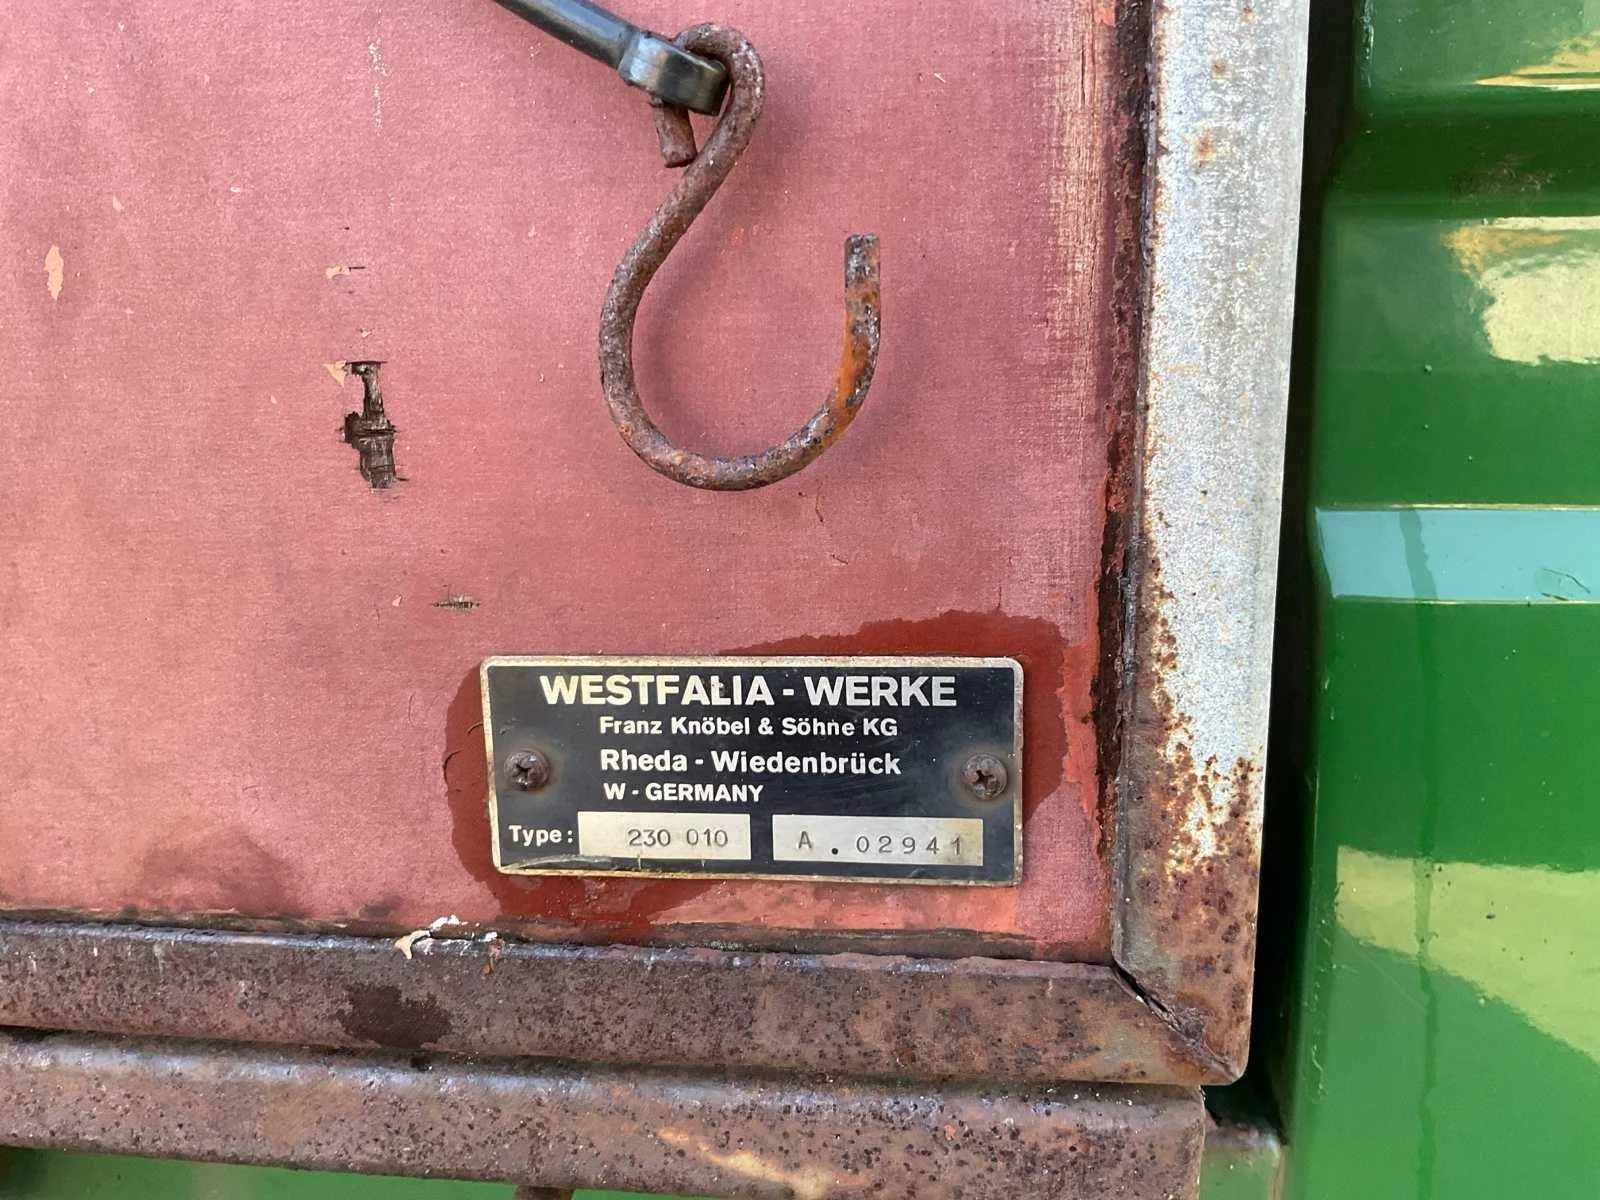 WESTFALIA - WERKE
Franz Knöbel & Söhne KG
Rheda - Wiedenbrück
W - GERMANY
Type: 230 010 A . 02941